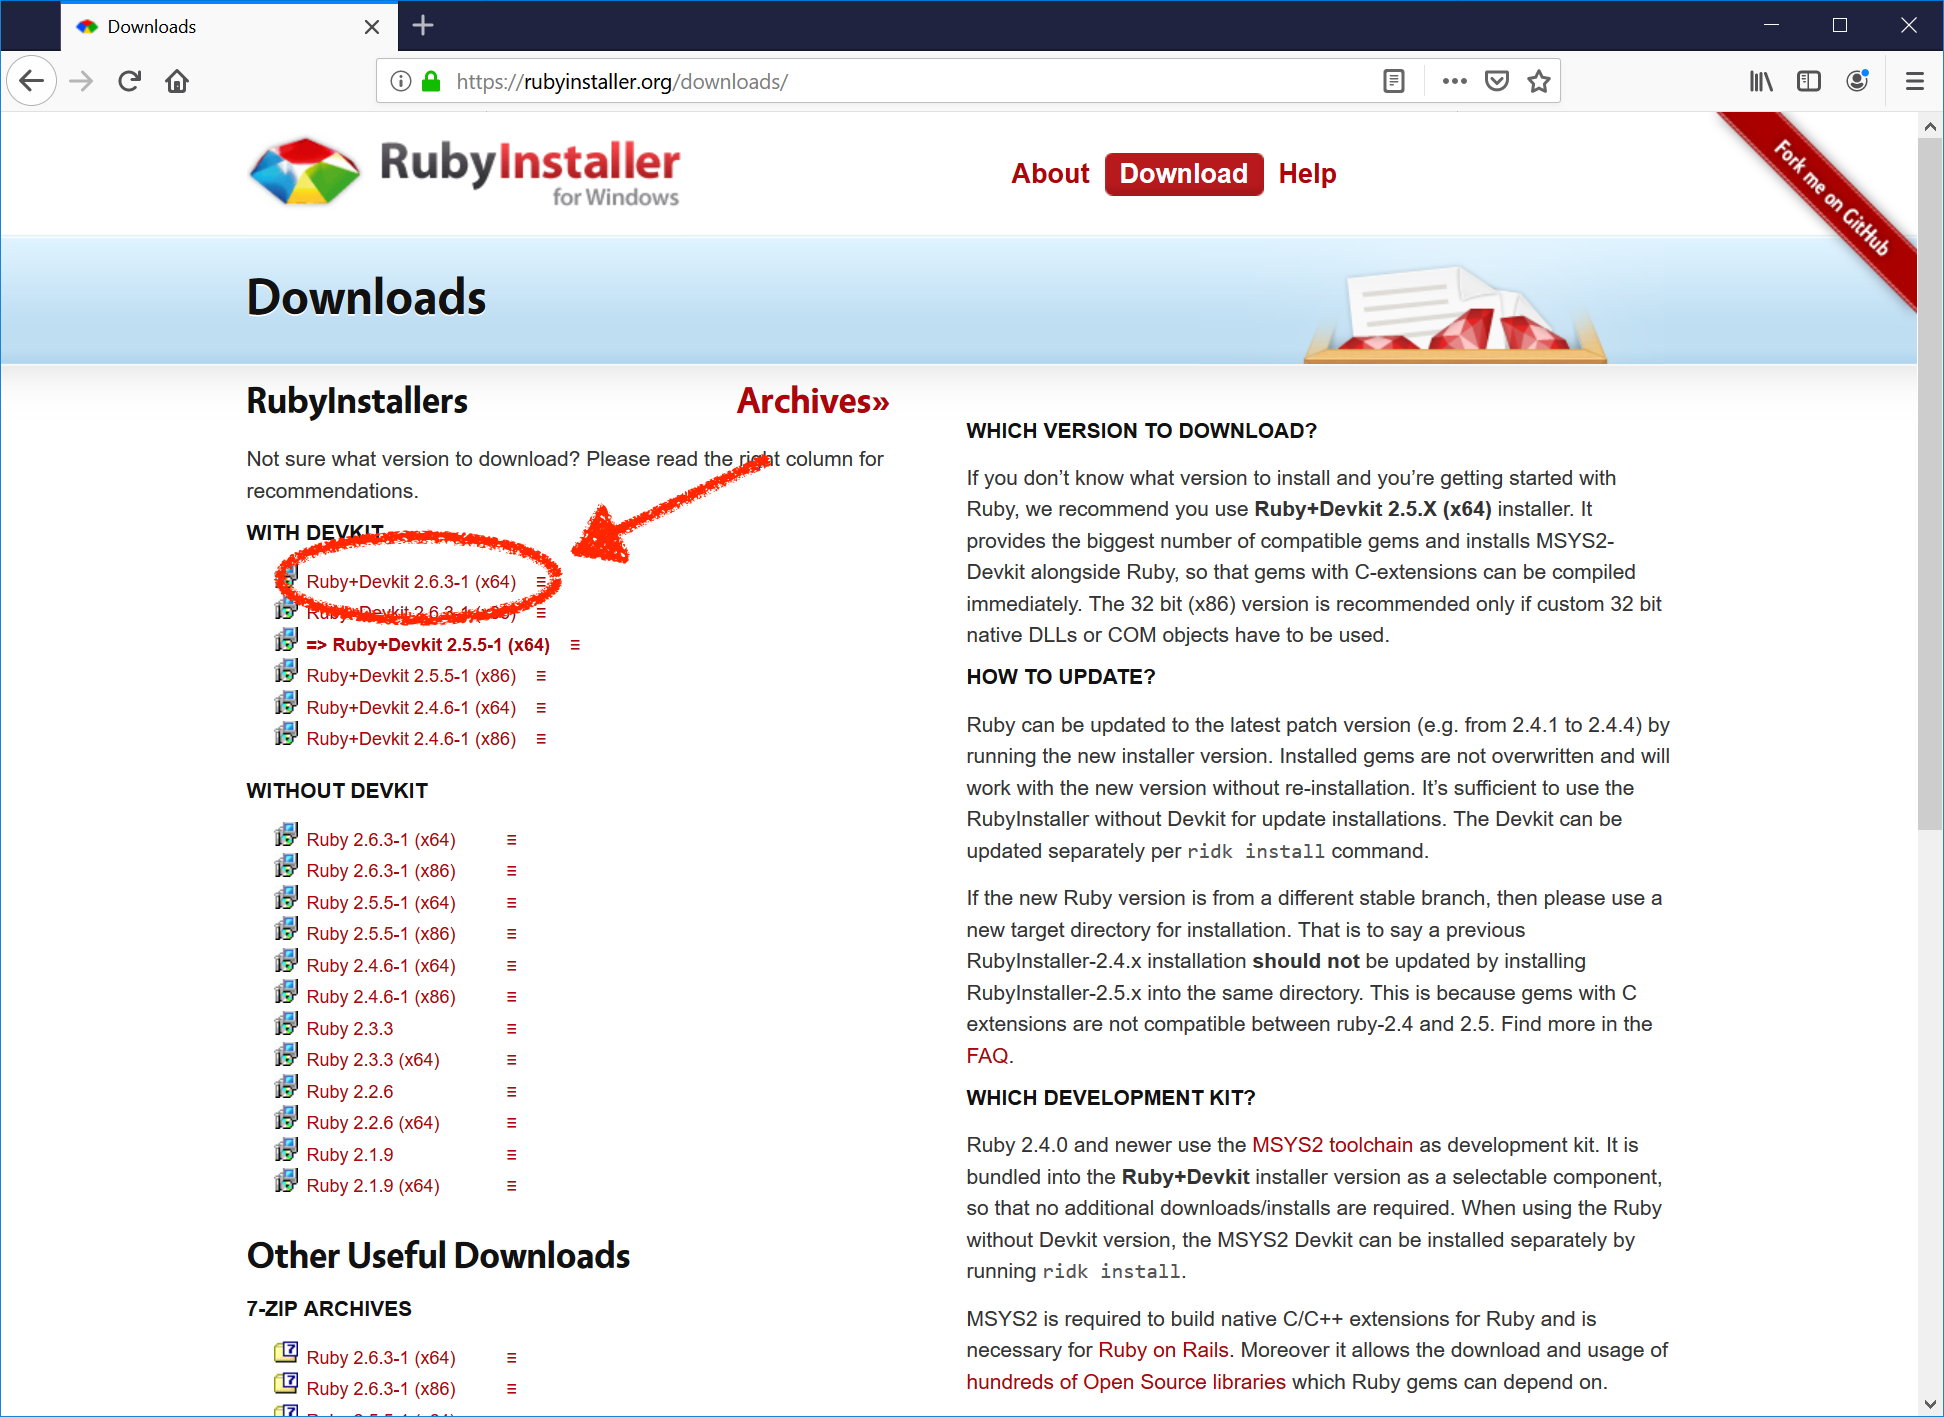 Downloads
https://rubyinstaller.org/downloads/
RubyInstaller
for Windows
About Download Help
Fork me on GitHub
Downloads
RubyInstallers Archives»
Not sure what version to download? Please read the right column for
recommendations.
WITH DEVKIT
Ruby+Devkit 2.6.3-1 (x64)
Ruby+Devkit 2.6.3-1 (x86)
=> Ruby+Devkit 2.5.5-1 (x64)
Ruby+Devkit 2.5.5-1 (x86)
Ruby+Devkit 2.4.6-1 (x64)
Ruby+Devkit 2.4.6-1 (x86)
WITHOUT DEVKIT
Ruby 2.6.3-1 (x64)
Ruby 2.6.3-1 (x86)
Ruby 2.5.5-1 (x64)
Ruby 2.5.5-1 (x86)
Ruby 2.4.6-1 (x64)
Ruby 2.4.6-1 (x86)
Ruby 2.3.3
Ruby 2.3.3 (x64)
Ruby 2.2.6
Ruby 2.2.6 (x64)
Ruby 2.1.9
Ruby 2.1.9 (x64)
Other Useful Downloads
7-ZIP ARCHIVES
Ruby 2.6.3-1 (x64)
Ruby 2.6.3-1 (x86)
WHICH VERSION TO DOWNLOAD?
If you don’t know what version to install and you’re getting started with
Ruby, we recommend you use Ruby+Devkit 2.5.X (x64) installer. It
provides the biggest number of compatible gems and installs MSYS2-
Devkit alongside Ruby, so that gems with C-extensions can be compiled
immediately. The 32 bit (x86) version is recommended only if custom 32 bit
native DLLs or COM objects have to be used.
HOW TO UPDATE?
Ruby can be updated to the latest patch version (e.g. from 2.4.1 to 2.4.4) by
running the new installer version. Installed gems are not overwritten and will
work with the new version without re-installation. It’s sufficient to use the
RubyInstaller without Devkit for update installations. The Devkit can be
updated separately per ridk install command.
If the new Ruby version is from a different stable branch, then please use a
new target directory for installation. That is to say a previous
RubyInstaller-2.4.x installation should not be updated by installing
RubyInstaller-2.5.x into the same directory. This is because gems with C
extensions are not compatible between ruby-2.4 and 2.5. Find more in the
FAQ.
WHICH DEVELOPMENT KIT?
Ruby 2.4.0 and newer use the MSYS2 toolchain as development kit. It is
bundled into the Ruby+Devkit installer version as a selectable component,
so that no additional downloads/installs are required. When using the Ruby
without Devkit version, the MSYS2 Devkit can be installed separately by
running ridk install.
MSYS2 is required to build native C/C++ extensions for Ruby and is
necessary for Ruby on Rails. Moreover it allows the download and usage of
hundreds of Open Source libraries which Ruby gems can depend on.